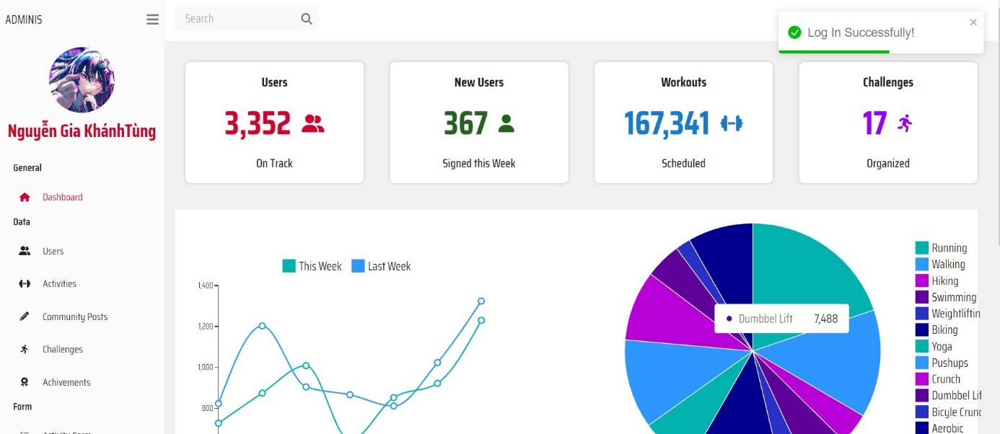 ADMINIS
Search
Log In Successfully!
Nguyễn Gia KhánhTùng
General
Dashboard
Data
Users
Activities
Community Posts
Challenges
Achivements
Form
Activity Form
Users
3,352
On Track
New Users
367
Signed this Week
Workouts
167,341
Scheduled
Challenges
17
Organized
This Week
Last Week
1,400
1,200
1,000
800
Dumbbel Lift 7,488
Running
Walking
Hiking
Swimming
Weightliftin
Biking
Yoga
Pushups
Crunch
Dumbbel Lif
Bicyle Crunc
Aerobic